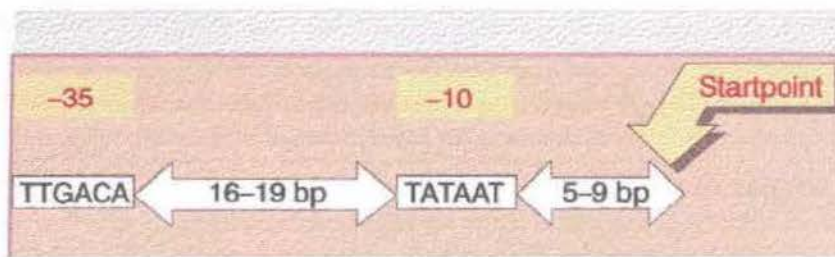 −35 −10 Startpoint
TTGACA 16–19 bp TATAAT 5–9 bp